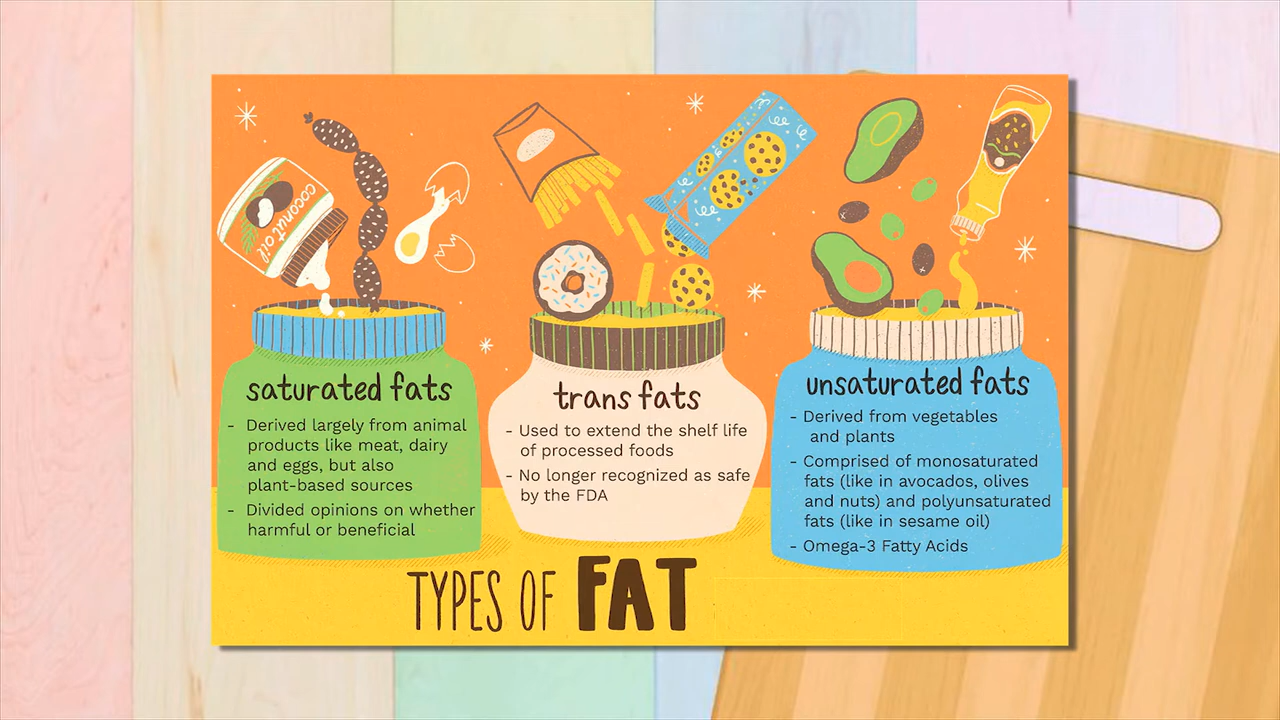 coconut oil
saturated fats
- Derived largely from animal
products like meat, dairy
and eggs, but also
plant-based sources
- Divided opinions on whether
harmful or beneficial
trans fats
- Used to extend the shelf life
of processed foods
- No longer recognized as safe
by the FDA
unsaturated fats
- Derived from vegetables
and plants
- Comprised of monosaturated
fats (like in avocados, olives
and nuts) and polyunsaturated
fats (like in sesame oil)
- Omega-3 Fatty Acids
TYPES OF FAT